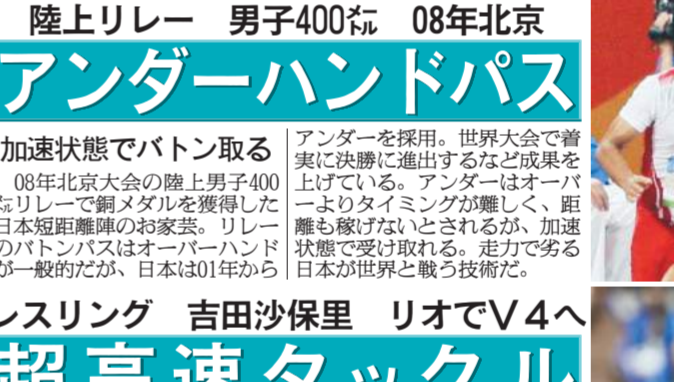 陸上リレー 男子400㍍ 08年北京
アンダーハンドパス
加速状態でバトン取る
08年北京大会の陸上男子400
㍍リレーで銅メダルを獲得した
日本短距離陣のお家芸。リレー
のバトンパスはオーバーハンド
が一般的だが、日本は01年から
アンダーを採用。世界大会で着
実に決勝に進出するなど成果を
上げている。アンダーはオーバ
ーよりタイミングが難しく、距
離も稼げないとされるが、加速
状態で受け取れる。走力で劣る
日本が世界と戦う技術だ。
レスリング 吉田沙保里 リオでV4へ
超高速タックル